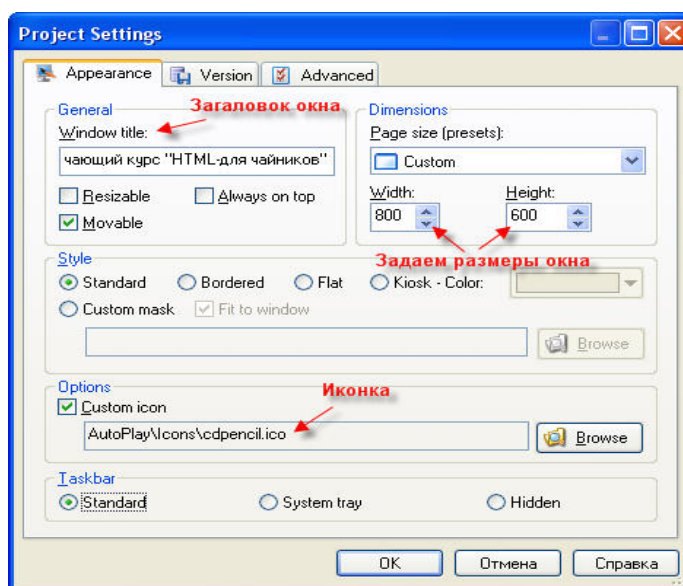 Project Settings
Appearance Version Advanced
General Загаловок окна
Window title:
чающий курс "HTML-для чайников"
Resizable Always on top
Movable
Dimensions
Page size (presets):
Custom
Width: Height:
800 600
Задаем размеры окна
Style
Standard Bordered Flat Kiosk - Color:
Custom mask Fit to window
Browse
Options Иконка
Custom icon
AutoPlay\Icons\cdpencil.ico Browse
Taskbar
Standard System tray Hidden
OK Отмена Справка